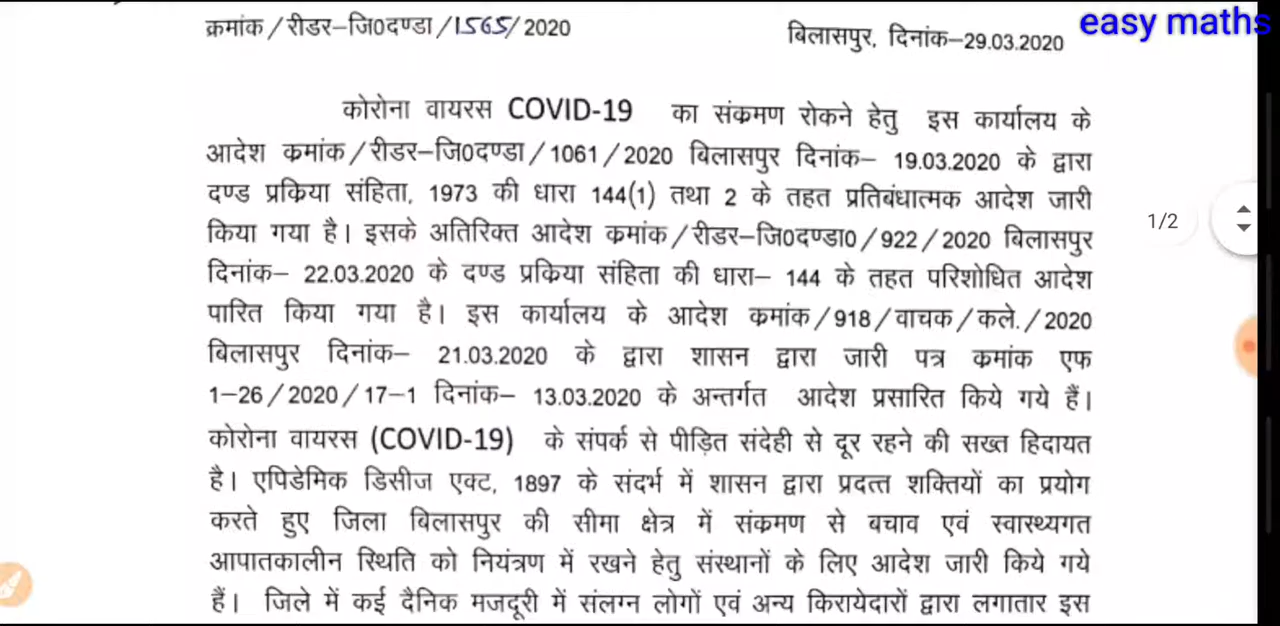 क्रमांक/रीडर–जि0दण्डा/1565/2020
बिलासपुर, दिनांक–29.03.2020
easy maths
कोरोना वायरस COVID-19 का संक्रमण रोकने हेतु इस कार्यालय के
आदेश क्रमांक/रीडर–जि0दण्डा/1061/2020 बिलासपुर दिनांक– 19.03.2020 के द्वारा
दण्ड प्रक्रिया संहिता, 1973 की धारा 144(1) तथा 2 के तहत प्रतिबंधात्मक आदेश जारी
किया गया है। इसके अतिरिक्त आदेश क्रमांक/रीडर–जि0दण्डा0/922/2020 बिलासपुर
दिनांक– 22.03.2020 के दण्ड प्रक्रिया संहिता की धारा– 144 के तहत परिशोधित आदेश
पारित किया गया है। इस कार्यालय के आदेश क्रमांक/918/वाचक/कले./2020
बिलासपुर दिनांक– 21.03.2020 के द्वारा शासन द्वारा जारी पत्र क्रमांक एफ
1–26/2020/17–1 दिनांक– 13.03.2020 के अन्तर्गत आदेश प्रसारित किये गये हैं।
कोरोना वायरस (COVID-19) के संपर्क से पीड़ित संदेही से दूर रहने की सख्त हिदायत
है। एपिडेमिक डिसीज एक्ट, 1897 के संदर्भ में शासन द्वारा प्रदत्त शक्तियों का प्रयोग
करते हुए जिला बिलासपुर की सीमा क्षेत्र में संक्रमण से बचाव एवं स्वास्थ्यगत
आपातकालीन स्थिति को नियंत्रण में रखने हेतु संस्थानों के लिए आदेश जारी किये गये
हैं। जिले में कई दैनिक मजदूरी में संलग्न लोगों एवं अन्य किरायेदारों द्वारा लगातार इस
1/2